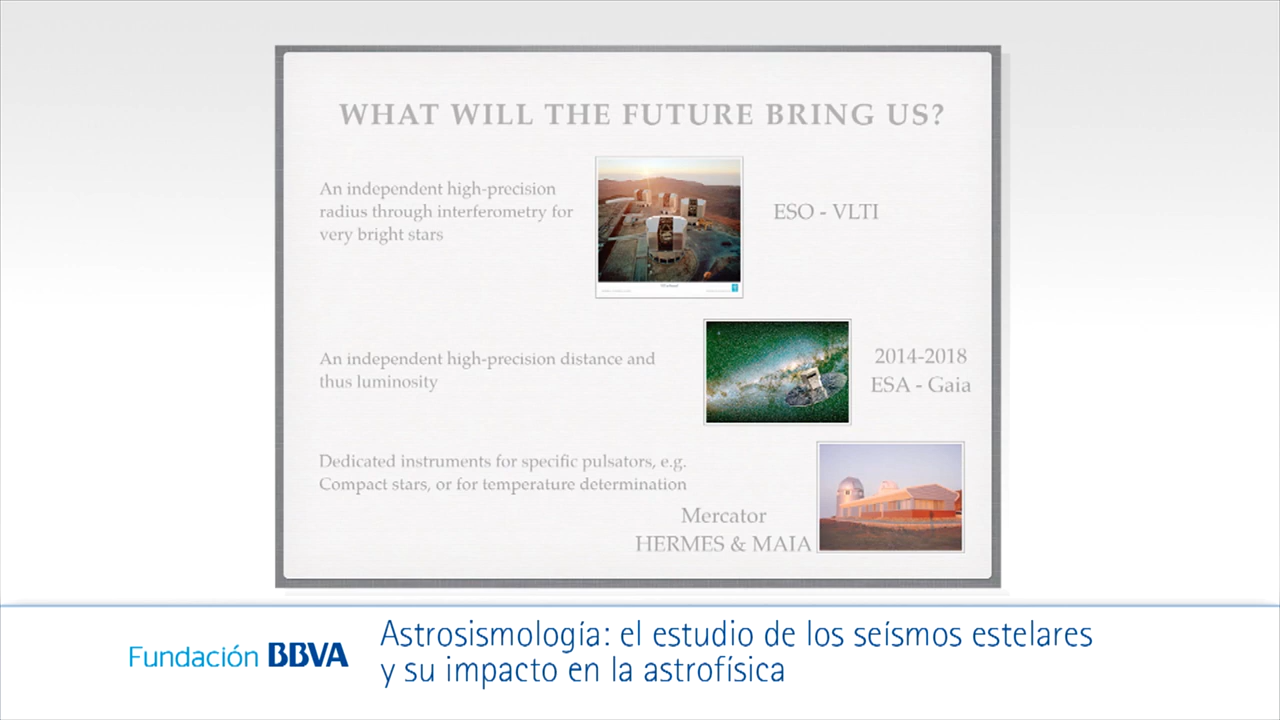 WHAT WILL THE FUTURE BRING US?
An independent high-precision
radius through interferometry for
very bright stars
ESO - VLTI
An independent high-precision distance and
thus luminosity
2014-2018
ESA - Gaia
Dedicated instruments for specific pulsators, e.g.
Compact stars, or for temperature determination
Mercator
HERMES & MAIA
Fundación BBVA
Astrosismología: el estudio de los seísmos estelares
y su impacto en la astrofísica